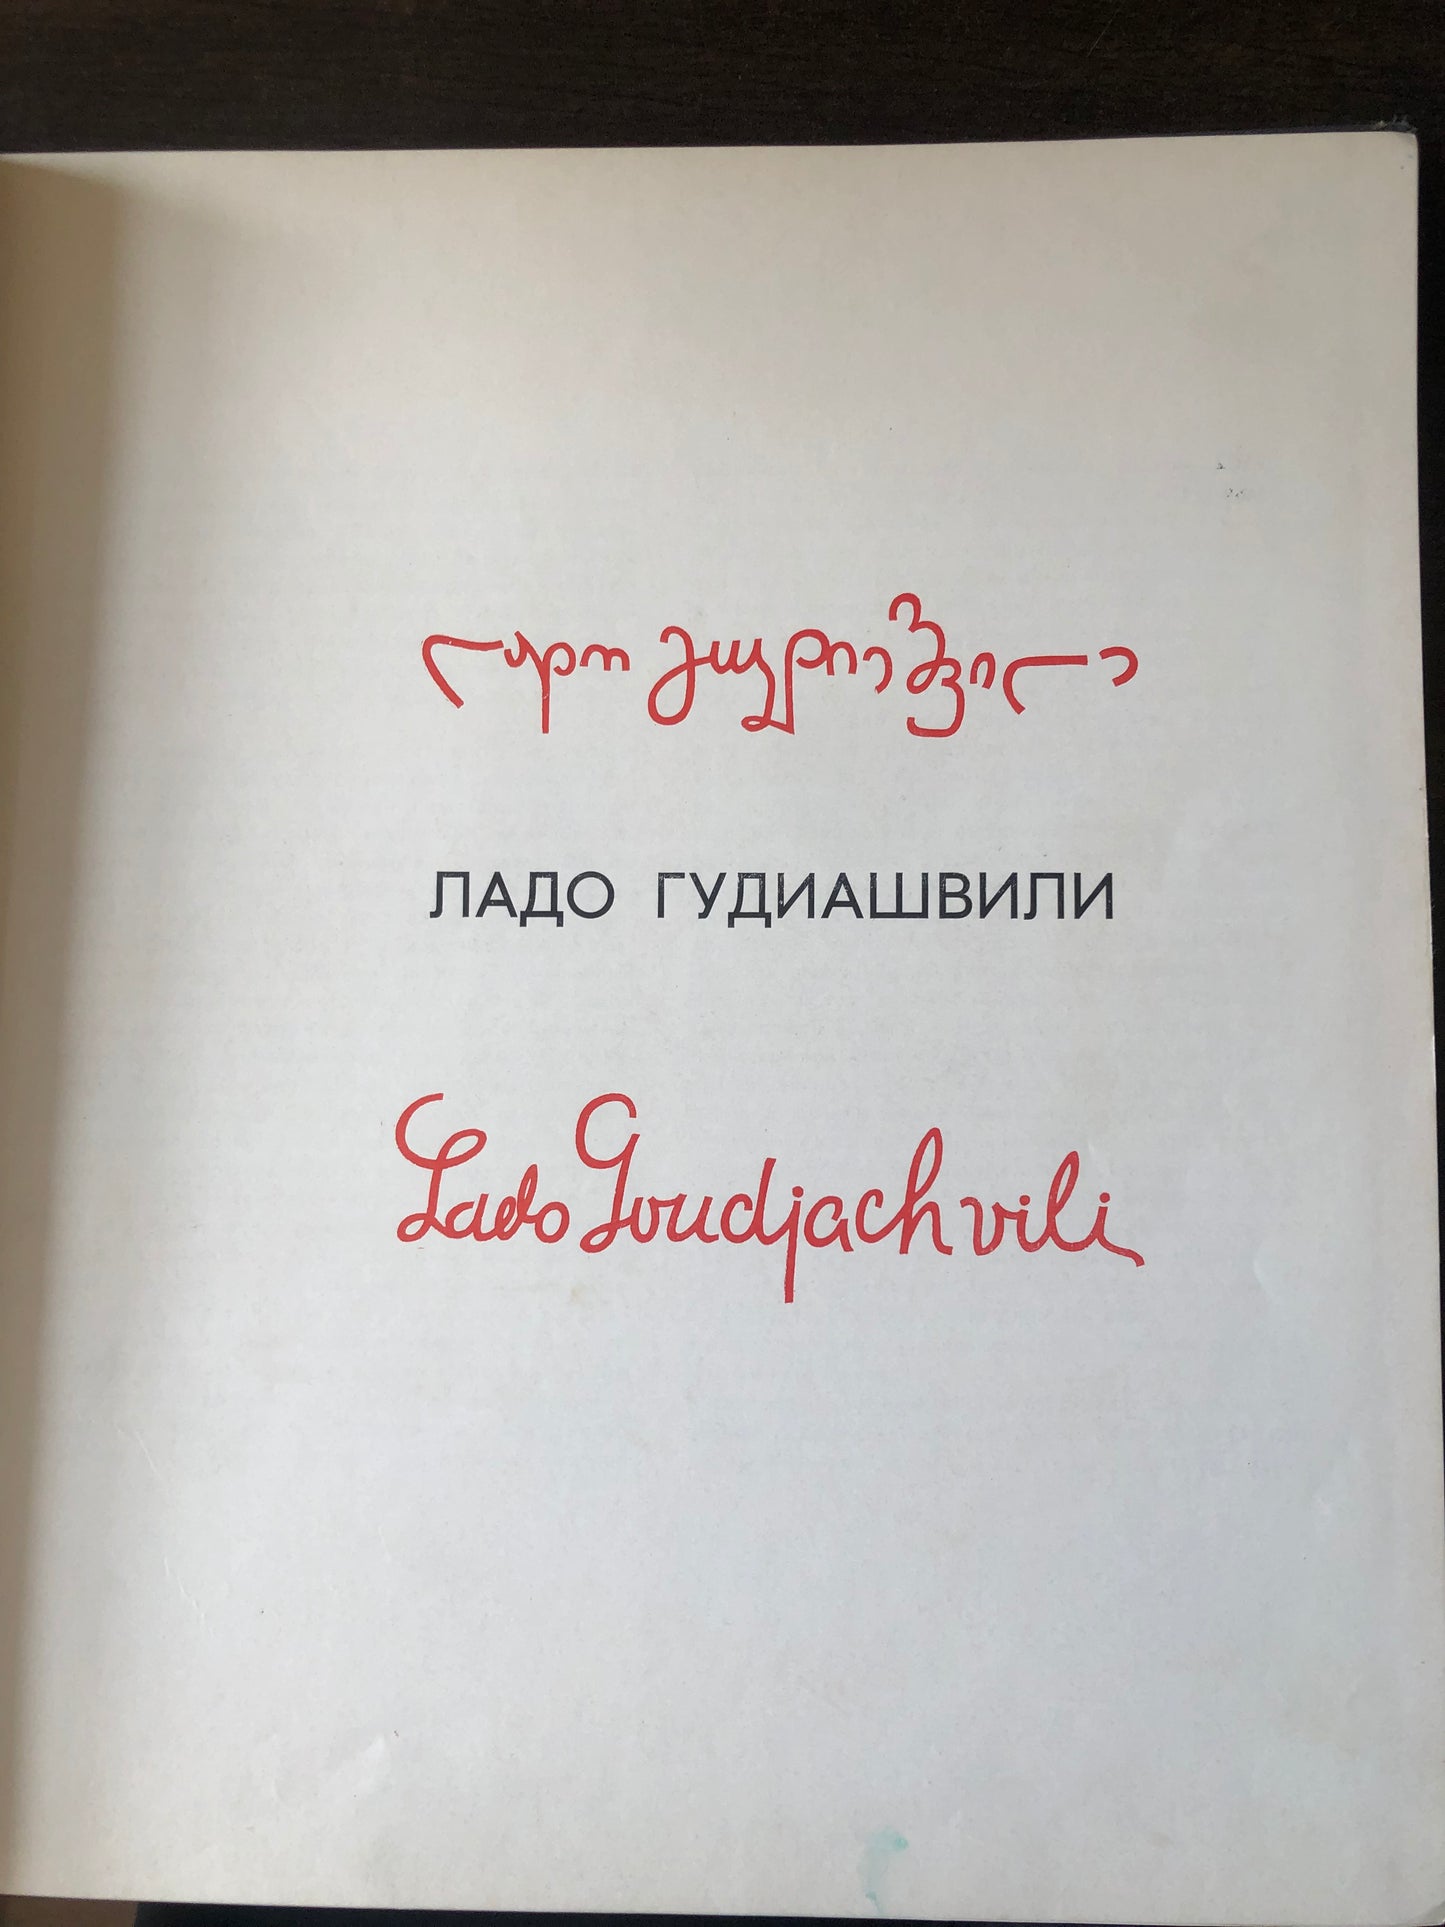 ლადო გუდიაშვილი
ЛАДО ГУДИАШВИЛИ
Lado Goudjachvili